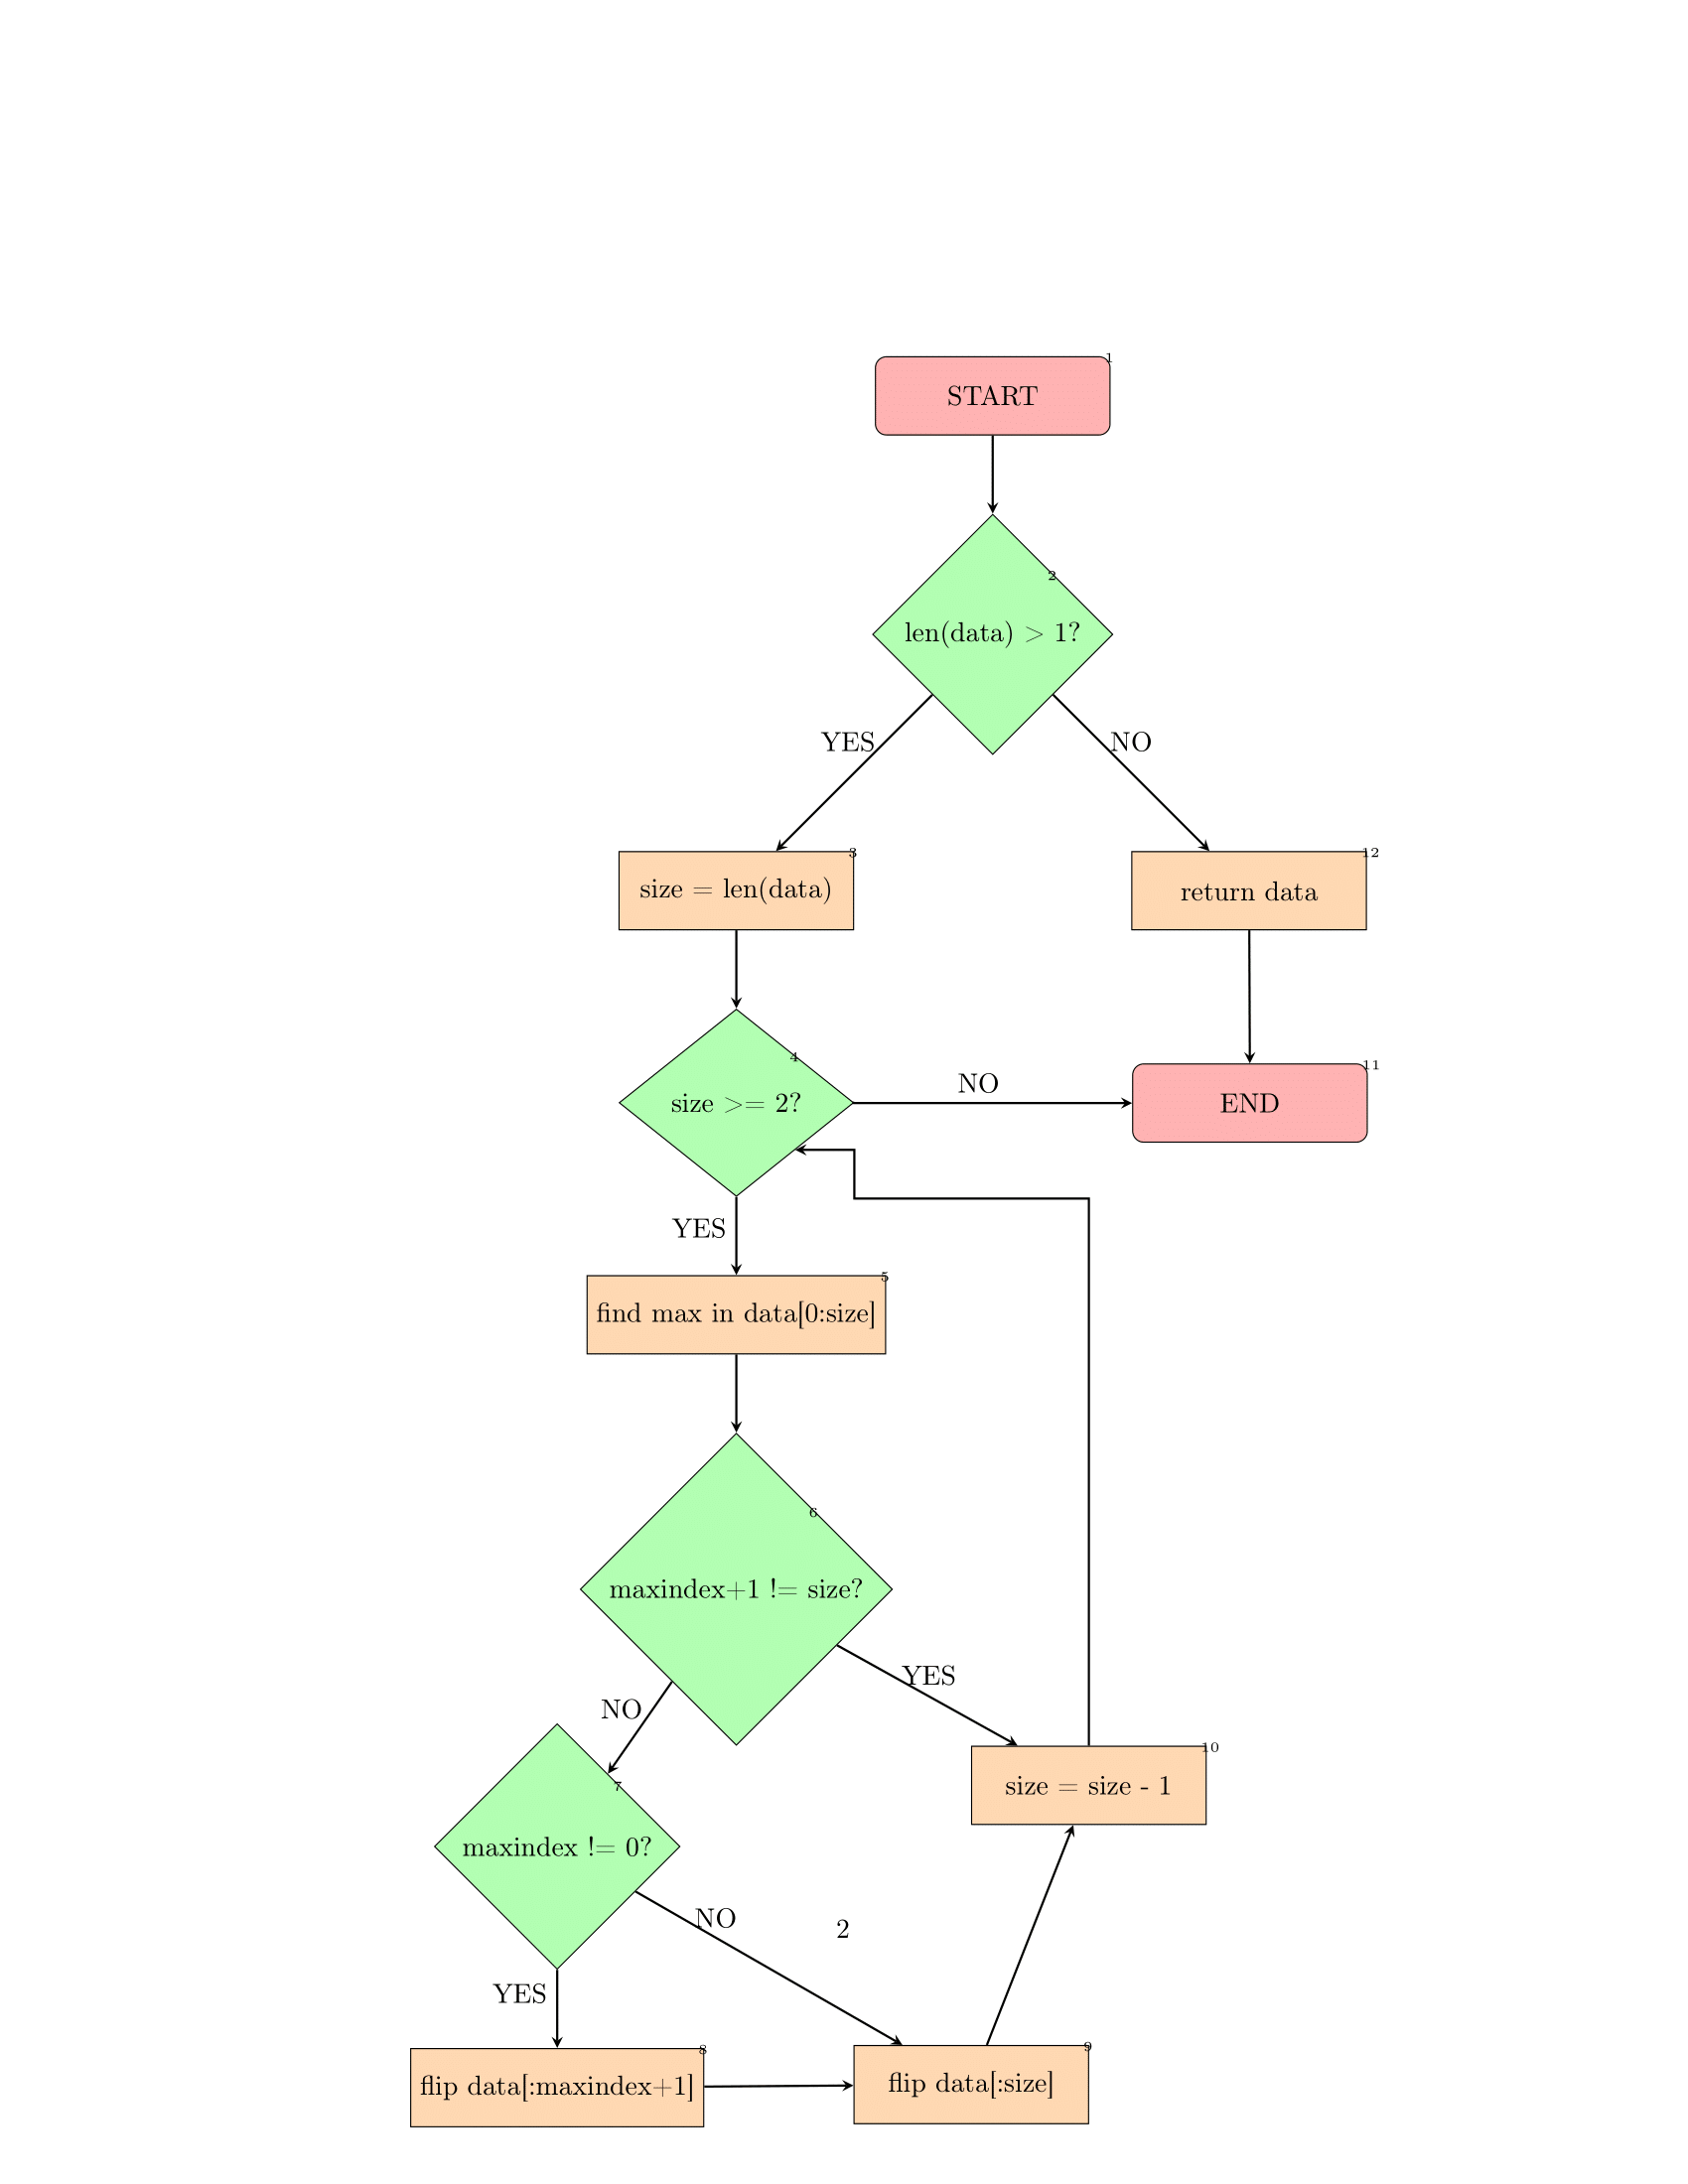 1
START
2
len(data) > 1?
YES
NO
3
size = len(data)
12
return data
4
size >= 2?
NO
11
END
YES
5
find max in data[0:size]
6
maxindex+1 != size?
YES
NO
10
size = size - 1
7
maxindex != 0?
NO
2
YES
8
flip data[:maxindex+1]
9
flip data[:size]